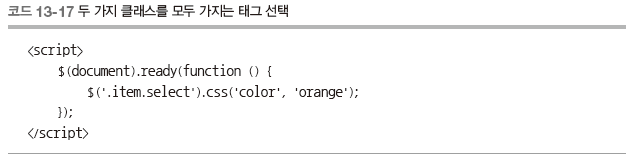 코드 13-17 두 가지 클래스를 모두 가지는 태그 선택
<script>
$(document).ready(function () {
$('.item.select').css('color', 'orange');
});
</script>